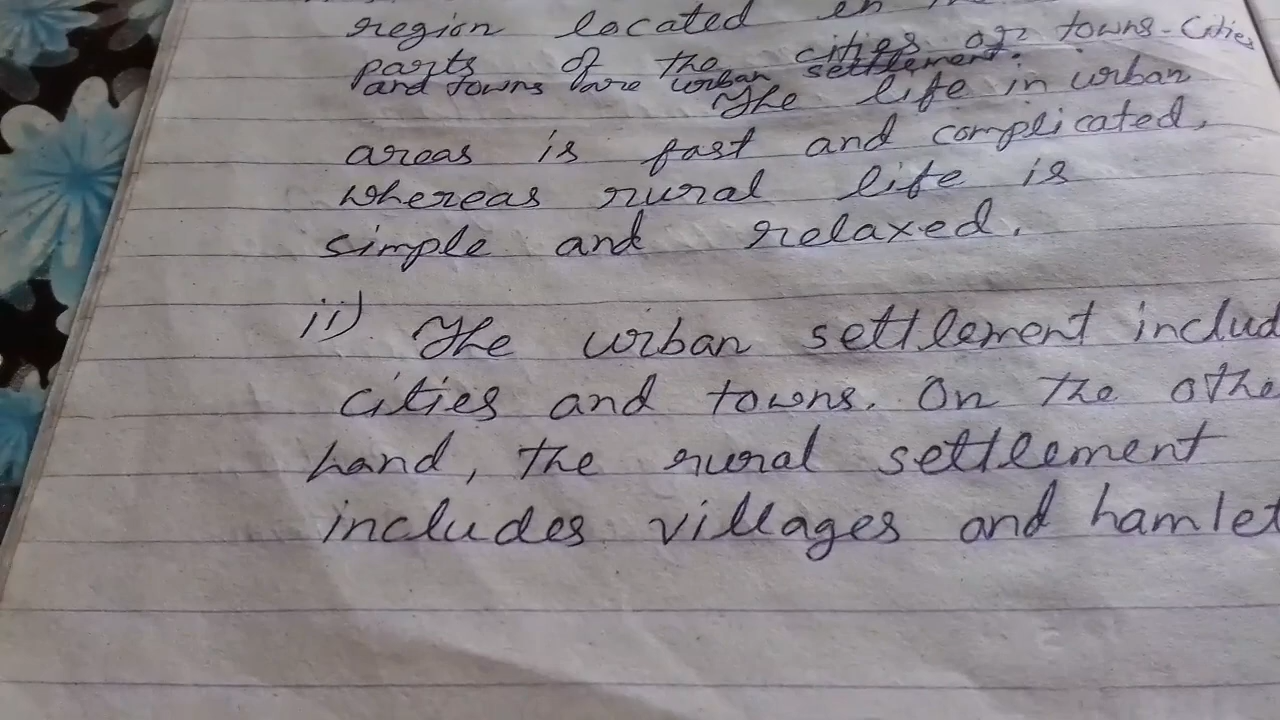 region located in
parts of the cities or towns. Cities
and towns are urban settlement.
The life in urban
areas is fast and complicated,
whereas rural life is
simple and relaxed.
ii) The urban settlement includ
cities and towns. On the othe
hand, the rural settlement
includes villages and hamlet